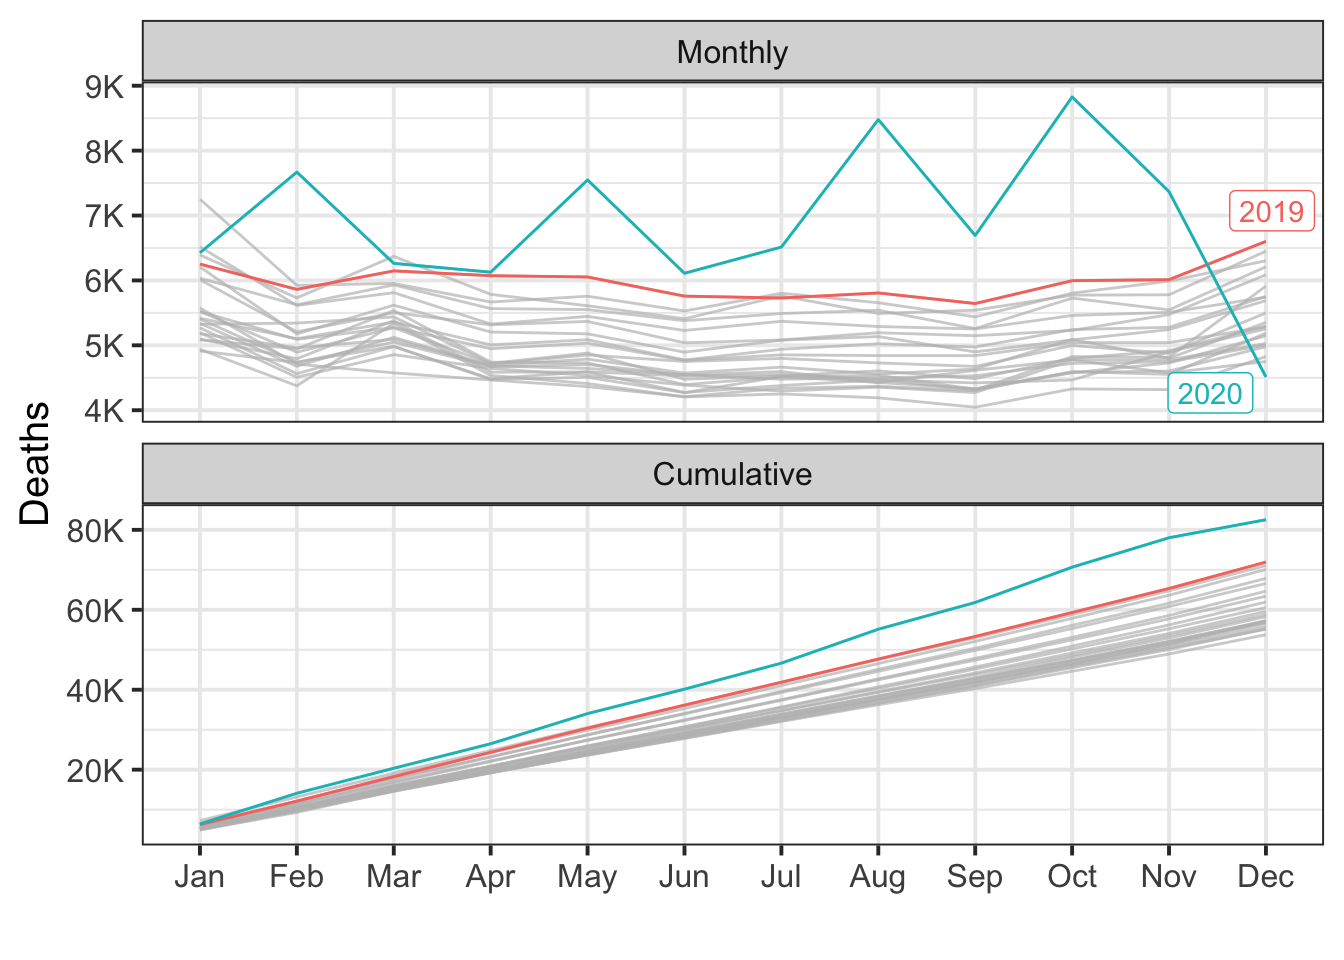 Monthly
9K
8K
7K
6K
5K
4K
2019
2020
Deaths
Cumulative
80K
60K
40K
20K
Jan Feb Mar Apr May Jun Jul Aug Sep Oct Nov Dec